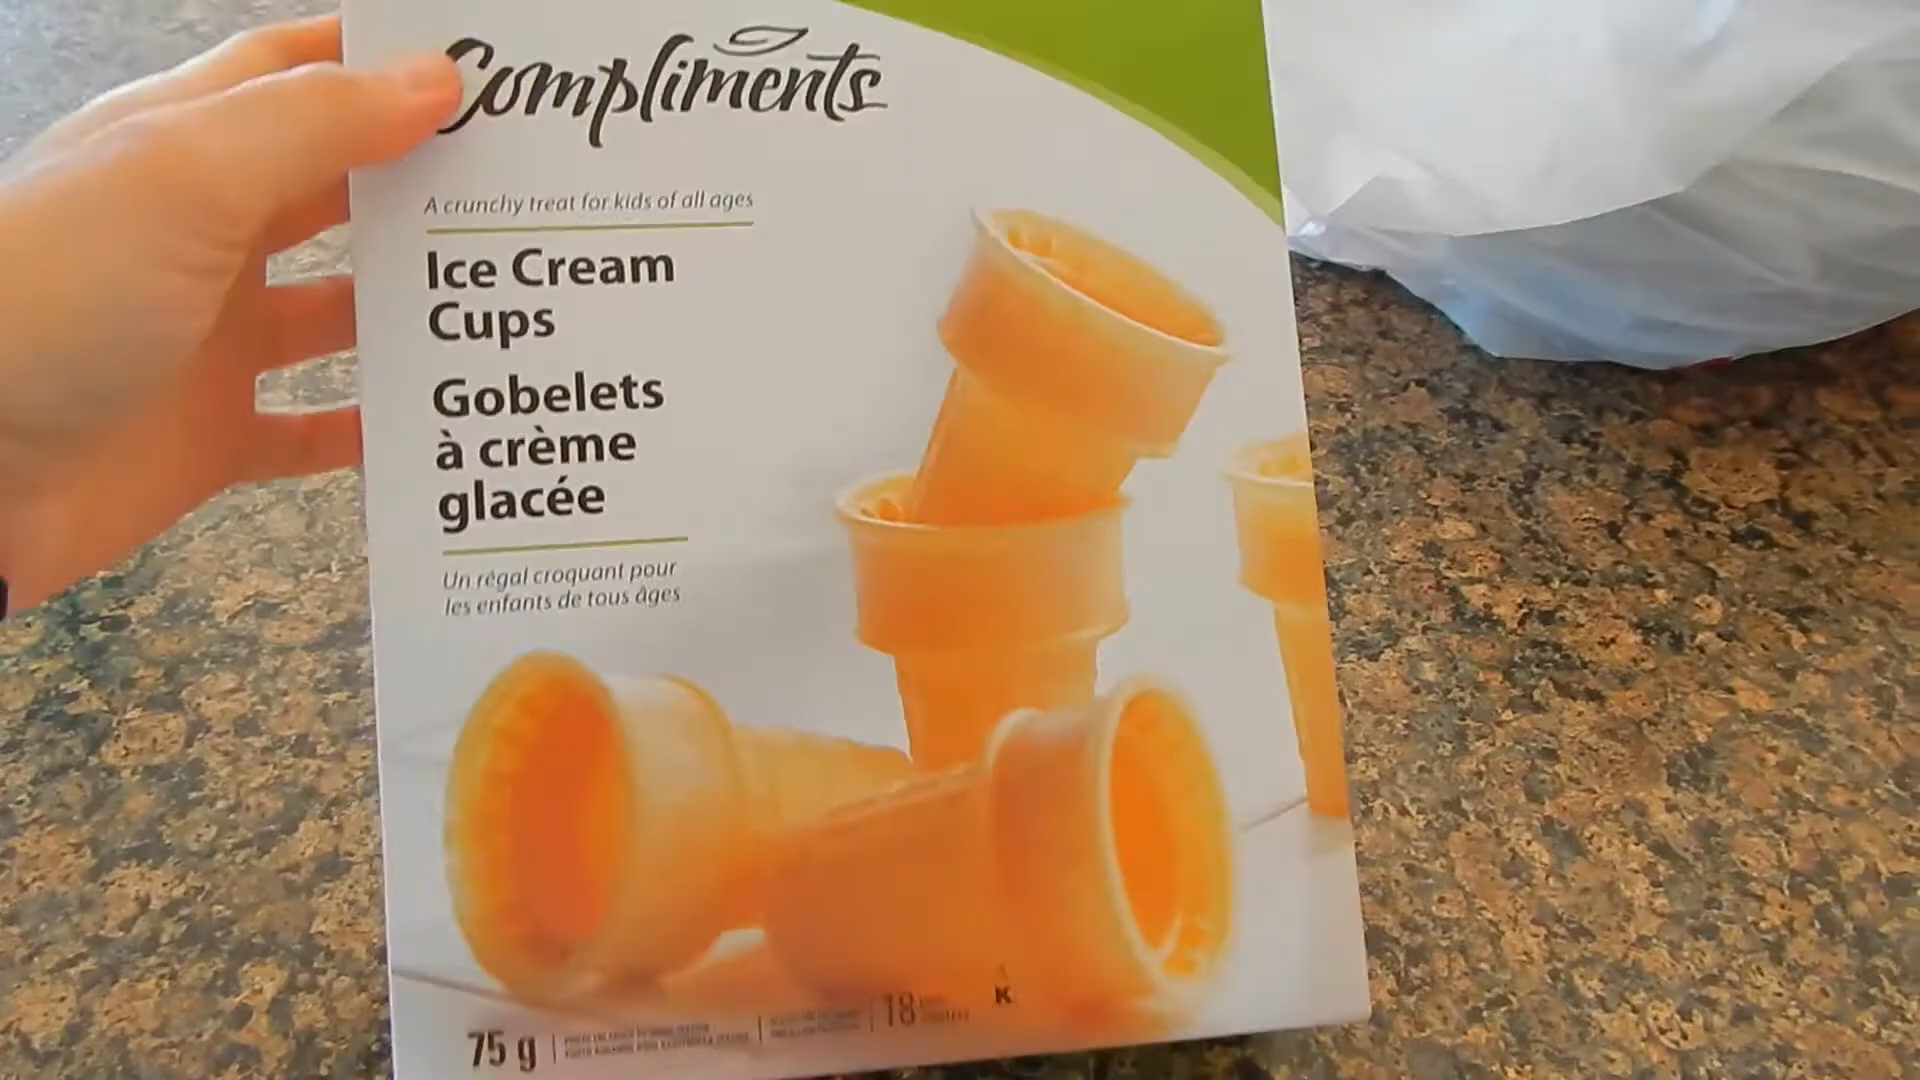 Compliments
A crunchy treat for kids of all ages
Ice Cream
Cups
Gobelets
à crème
glacée
Un régal croquant pour
les enfants de tous âges
75 g
18
K